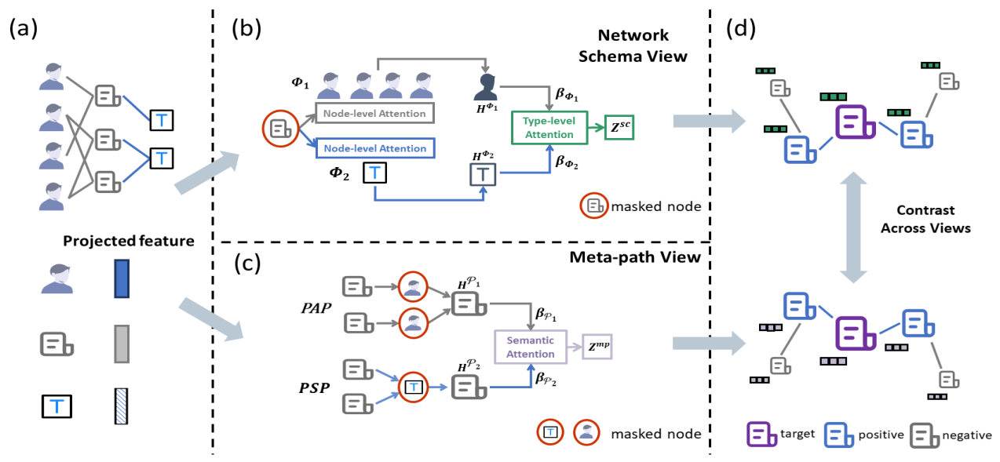 (a)
T
T
Projected feature
T
(b)
Network
Schema View
Φ1
Node-level Attention
Node-level Attention
Φ2
T
H^Φ1
H^Φ2
T
β_Φ1
Type-level
Attention
Z^sc
β_Φ2
masked node
(c)
Meta-path View
PAP
H^𝒫1
β_𝒫1
Semantic
Attention
Z^mp
PSP
T
H^𝒫2
β_𝒫2
T
masked node
(d)
Contrast
Across Views
target
positive
negative